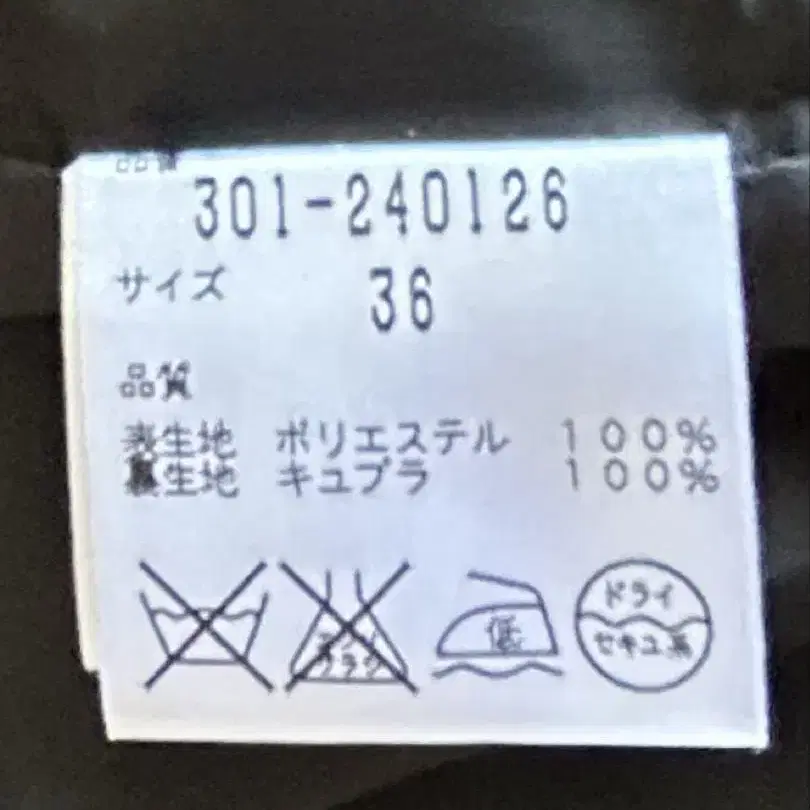 301-240126
サイズ 36
品質
表生地 ポリエステル 100%
裏生地 キュプラ 100%
低
ドライ
セキユ系